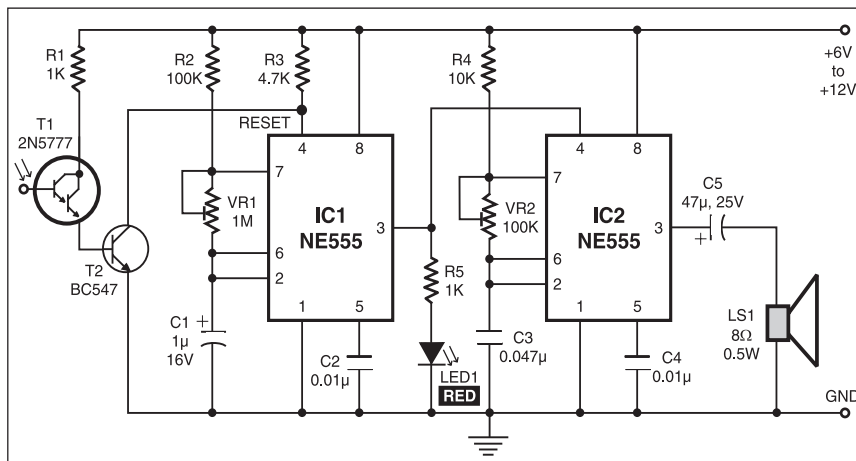 R1
1K
R2
100K
R3
4.7K
R4
10K
+6V
to
+12V
T1
2N5777
RESET
4
8
7
VR1
1M
IC1
NE555
3
6
2
1
5
T2
BC547
C1
+
1µ
16V
C2
0.01µ
R5
1K
LED1
RED
4
8
7
VR2
100K
IC2
NE555
3
6
2
1
5
C3
0.047µ
C4
0.01µ
C5
47µ, 25V
+
LS1
8Ω
0.5W
GND